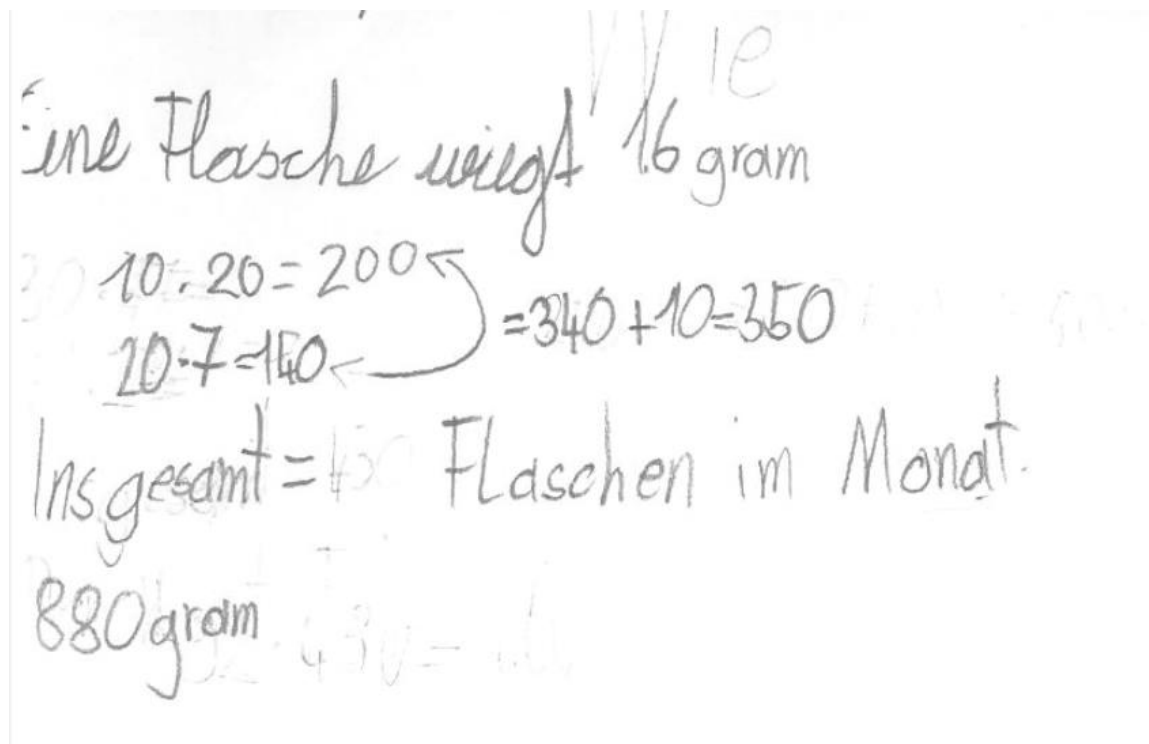 Eine Flasche wiegt 16 gram
10 · 20 = 200
20 · 7 = 140
= 340 + 10 = 350
Insgesamt = Flaschen im Monat.
880 gram